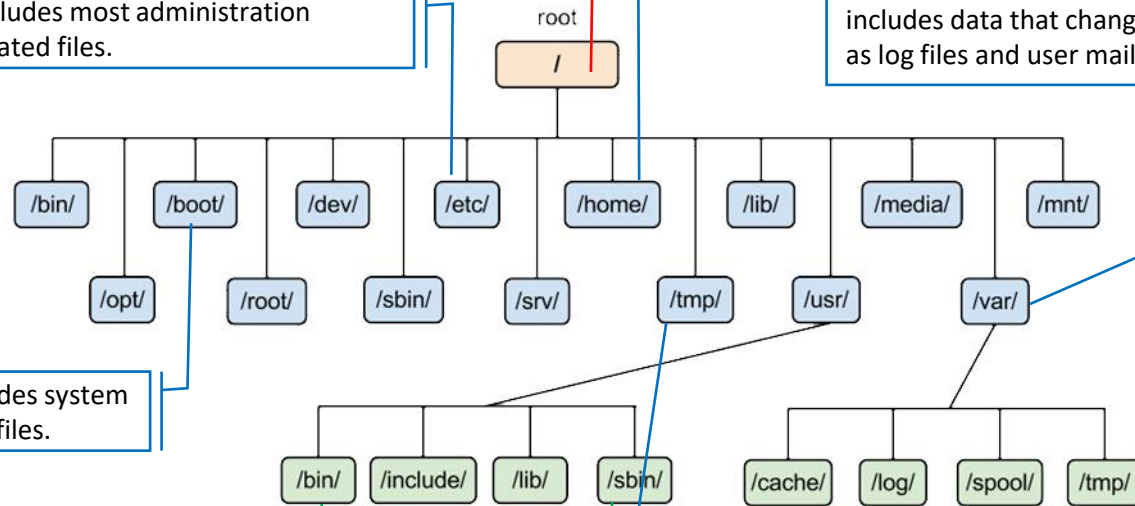 cludes most administration
ated files.
root
/
includes data that chang
as log files and user mail
/bin/ /boot/ /dev/ /etc/ /home/ /lib/ /media/ /mnt/
/opt/ /root/ /sbin/ /srv/ /tmp/ /usr/ /var/
des system
files.
/bin/ /include/ /lib/ /sbin/ /cache/ /log/ /spool/ /tmp/